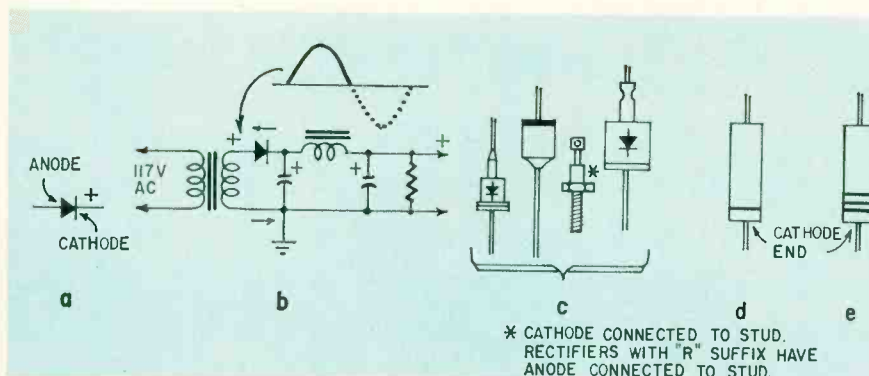 ANODE
+
CATHODE
a
117V
AC
+
+
+
+
b
*
c
* CATHODE CONNECTED TO STUD.
RECTIFIERS WITH "R" SUFFIX HAVE
ANODE CONNECTED TO STUD.
CATHODE
END
d
e